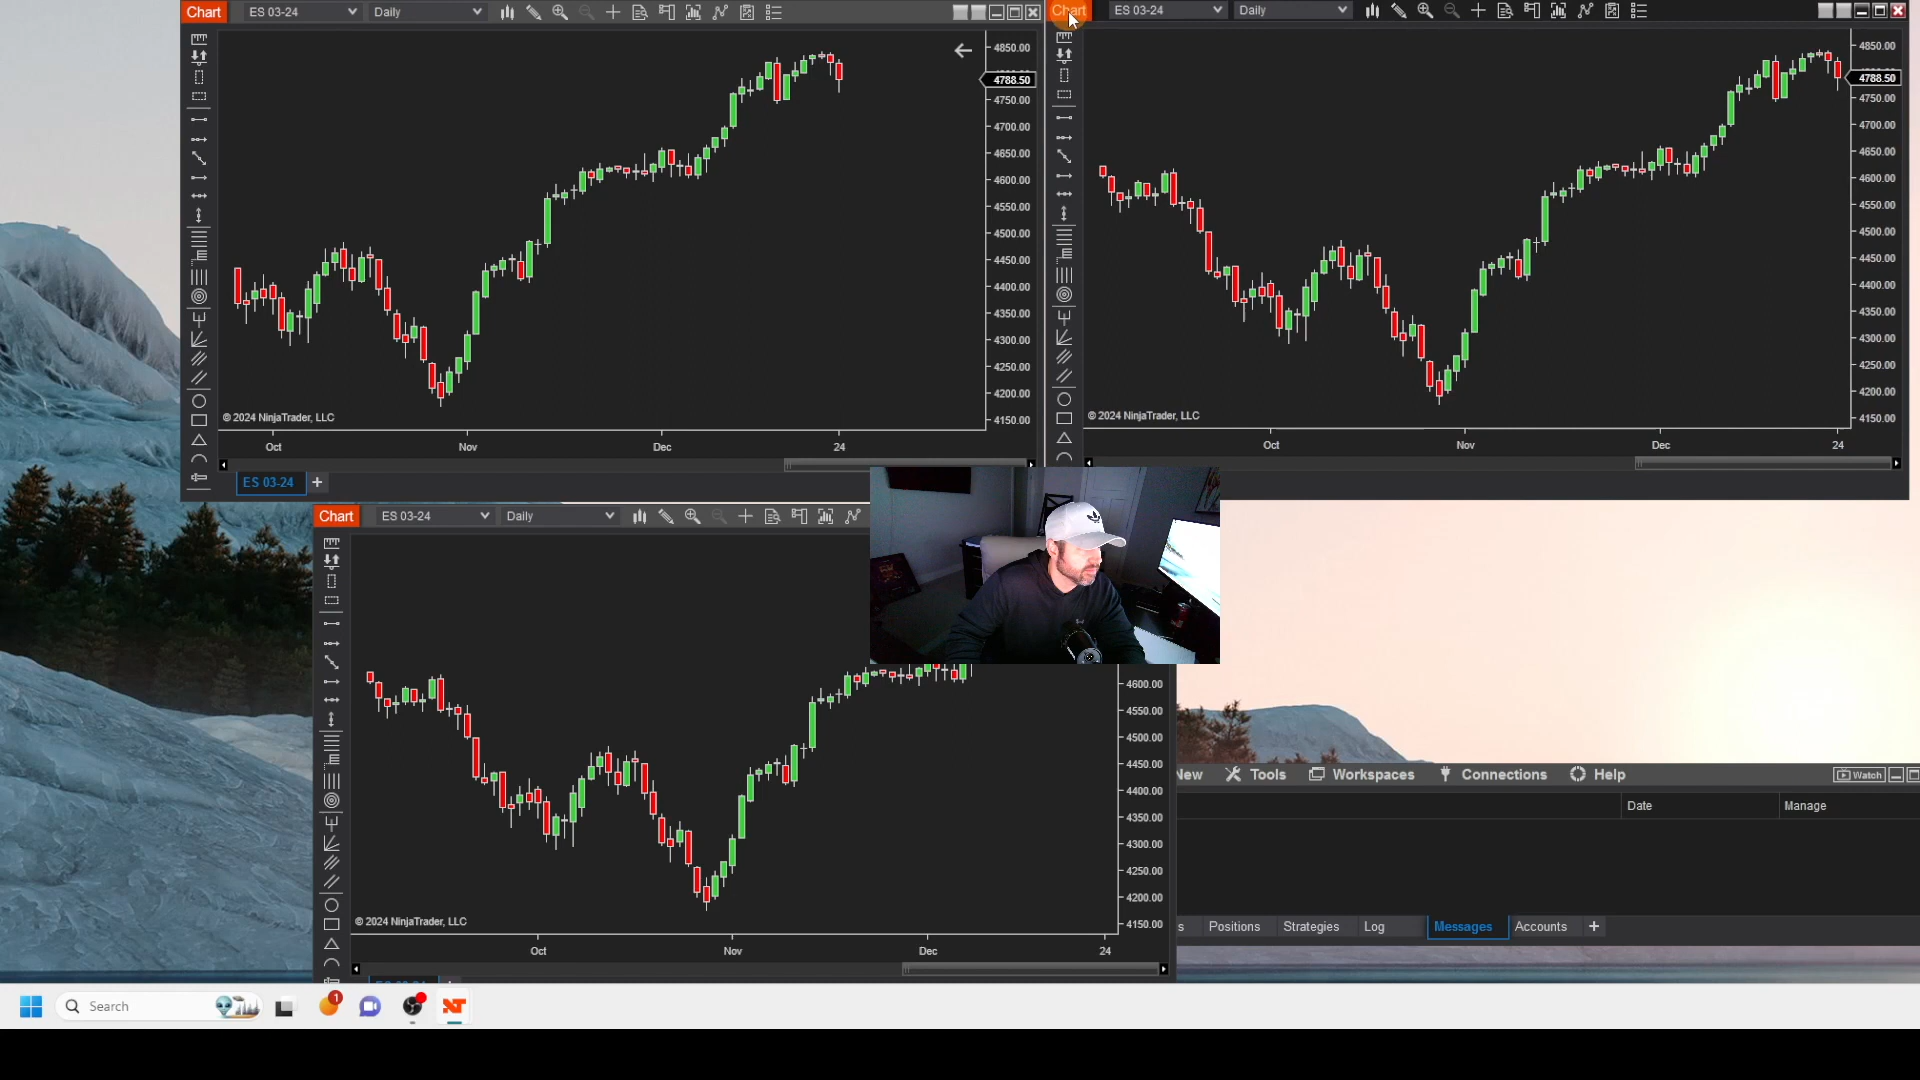 Chart ES 03-24 Daily
Chart ES 03-24 Daily
4850.00
4788.50
4750.00
4700.00
4650.00
4600.00
4550.00
4500.00
4450.00
4400.00
4350.00
4300.00
4250.00
4200.00
4150.00
© 2024 NinjaTrader, LLC
Oct Nov Dec 24
ES 03-24 +
4850.00
4788.50
4750.00
4700.00
4650.00
4600.00
4550.00
4500.00
4450.00
4400.00
4350.00
4300.00
4250.00
4200.00
4150.00
© 2024 NinjaTrader, LLC
Oct Nov Dec 24
Chart ES 03-24 Daily
4600.00
4550.00
4500.00
4450.00
4400.00
4350.00
4300.00
4250.00
4200.00
4150.00
© 2024 NinjaTrader, LLC
Oct Nov Dec 24
New Tools Workspaces Connections Help Watch
Date Manage
s Positions Strategies Log Messages Accounts +
Search
1